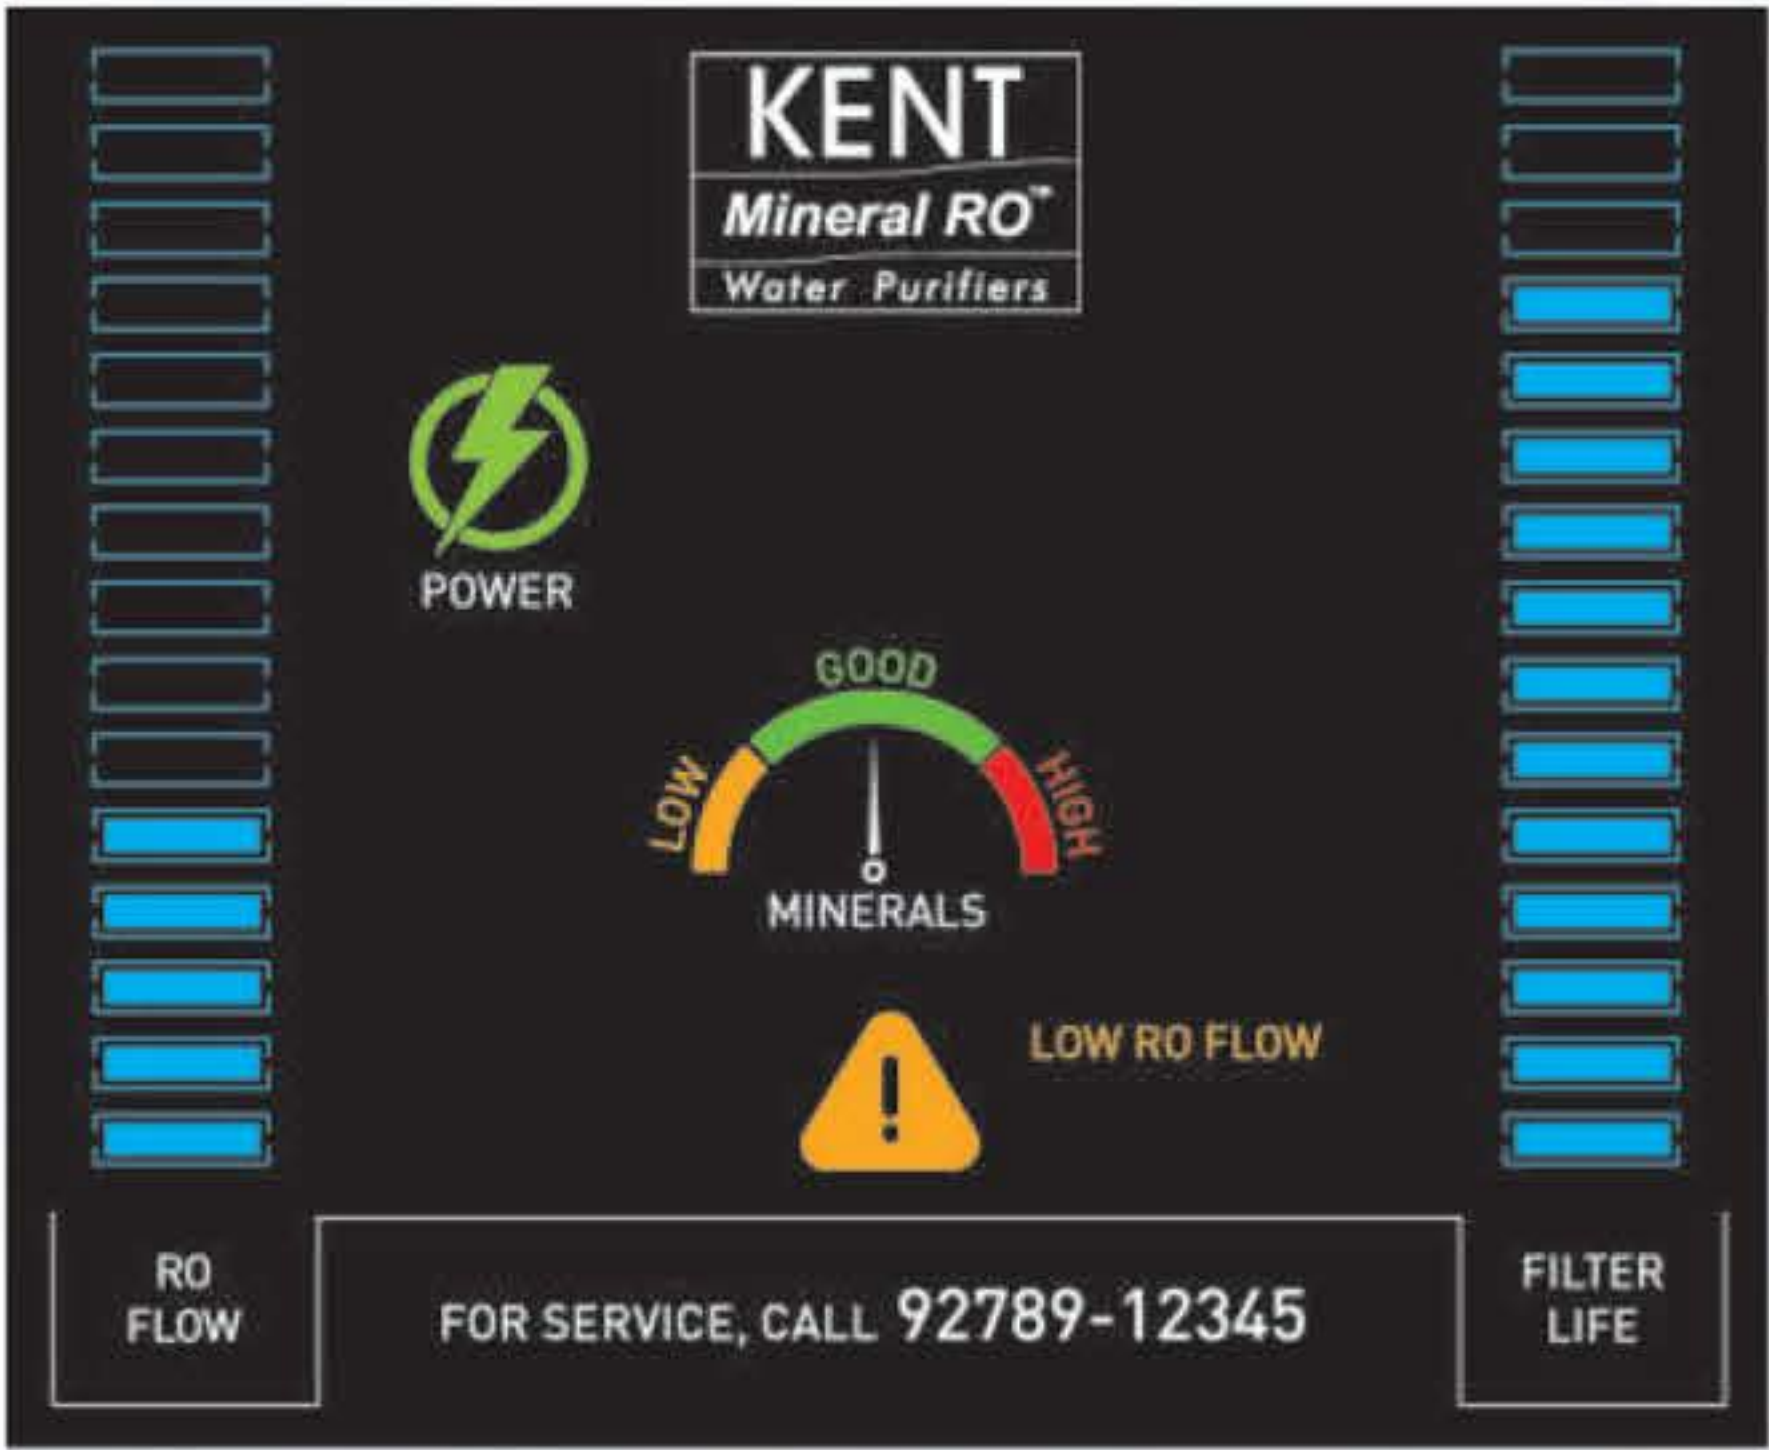 KENT
Mineral RO™
Water Purifiers
POWER
GOOD
LOW
HIGH
MINERALS
LOW RO FLOW
RO
FLOW
FOR SERVICE, CALL 92789-12345
FILTER
LIFE